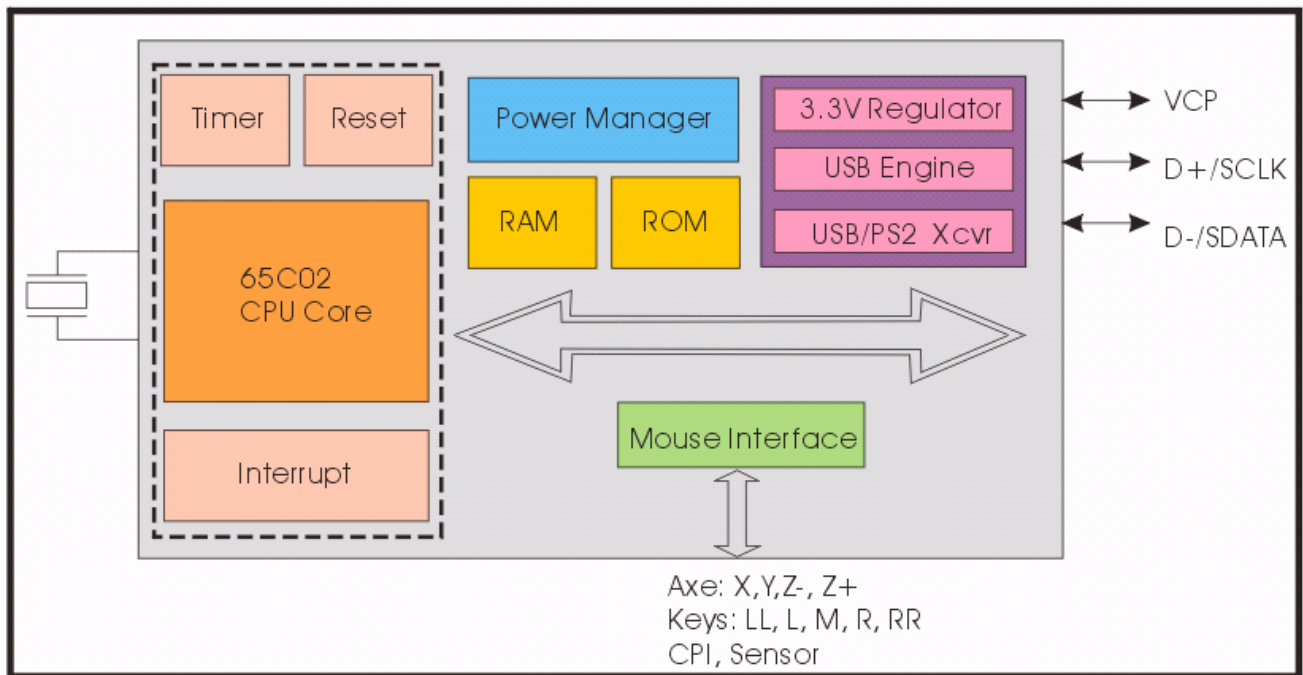 Timer
Reset
Power Manager
3.3V Regulator
VCP
USB Engine
D+/SCLK
RAM
ROM
USB/PS2 Xcvr
D-/SDATA
65C02
CPU Core
Mouse Interface
Interrupt
Axe: X,Y,Z-, Z+
Keys: LL, L, M, R, RR
CPI, Sensor